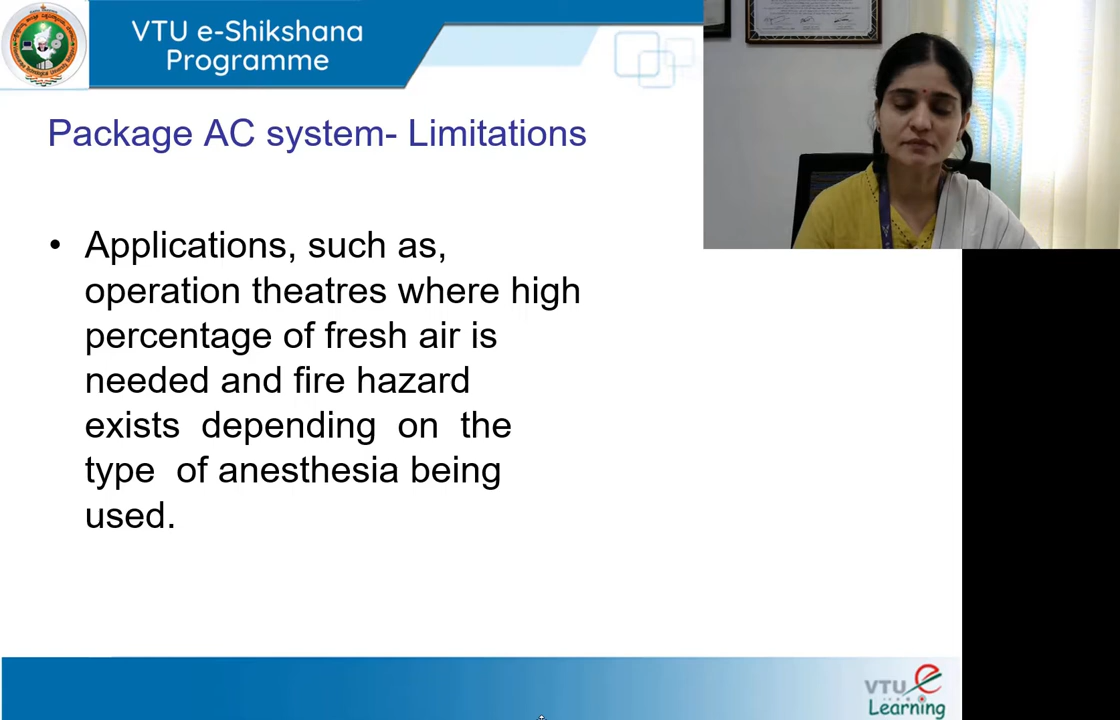 VTU e-Shikshana
Programme
Package AC system- Limitations
• Applications, such as,
operation theatres where high
percentage of fresh air is
needed and fire hazard
exists depending on the
type of anesthesia being
used.
VTU e
Learning